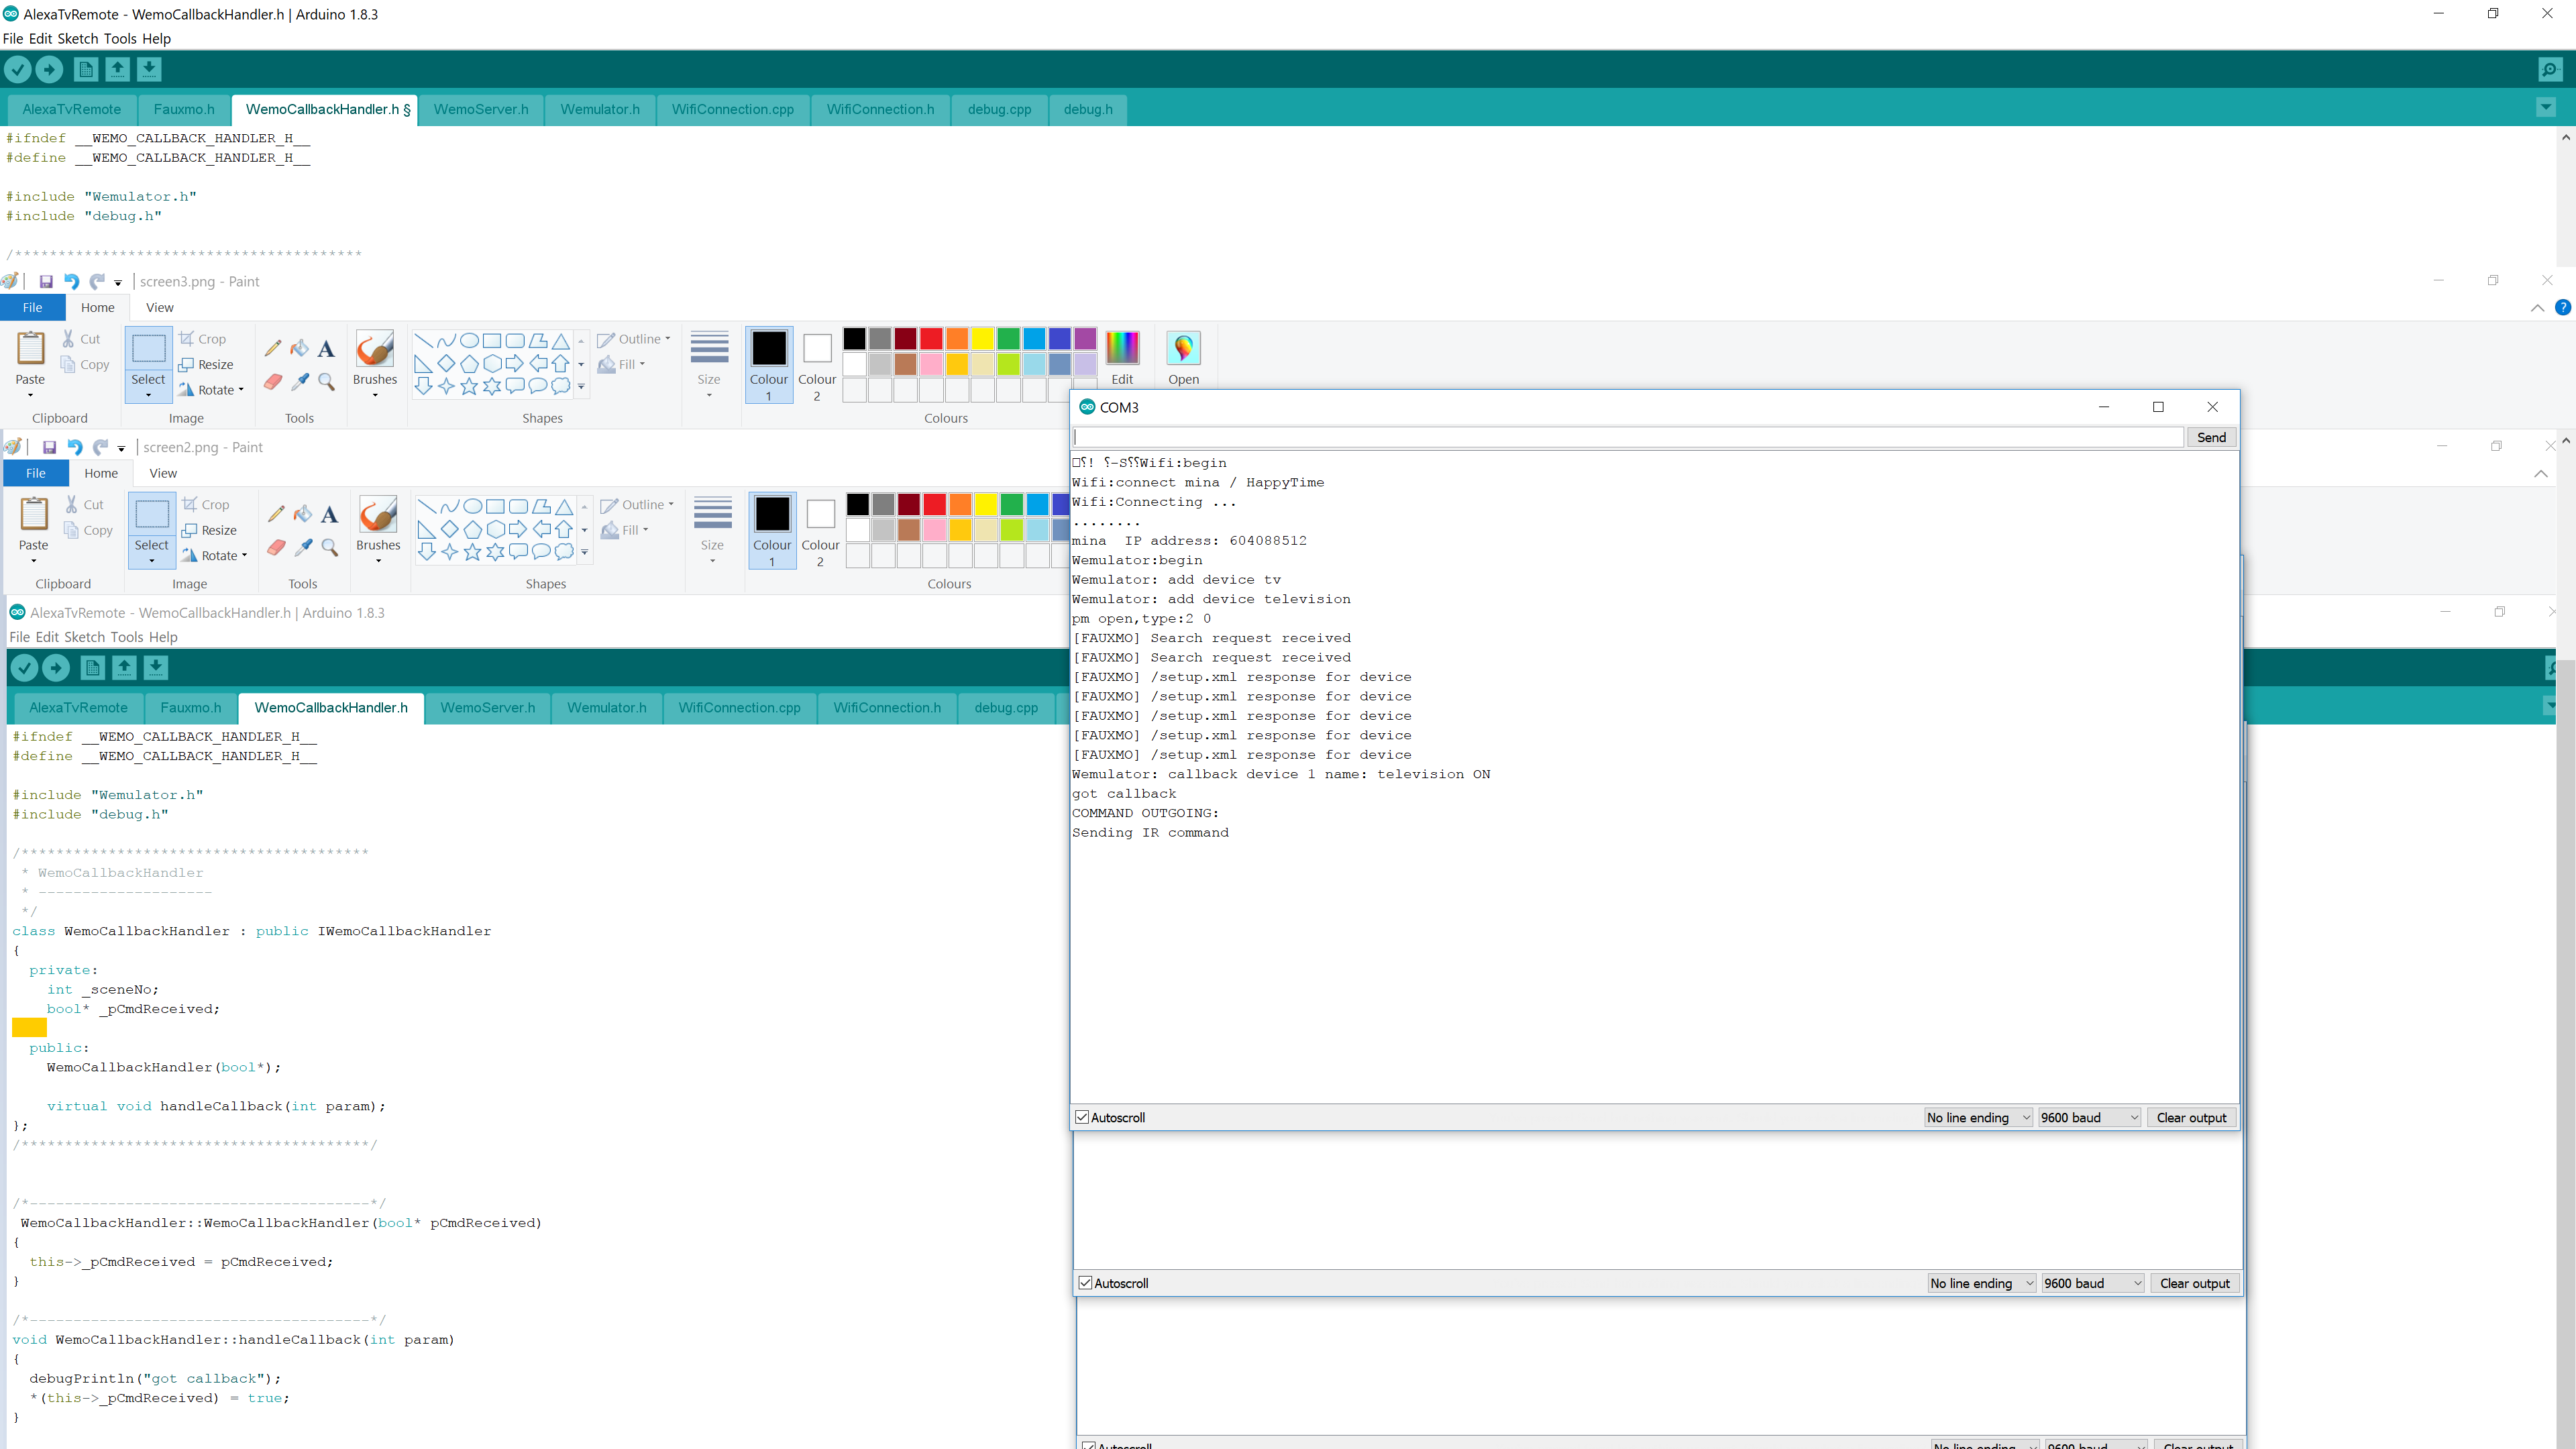 AlexaTvRemote - WemoCallbackHandler.h | Arduino 1.8.3
File Edit Sketch Tools Help
AlexaTvRemote Fauxmo.h WemoCallbackHandler.h § WemoServer.h Wemulator.h WifiConnection.cpp WifiConnection.h debug.cpp debug.h
#ifndef __WEMO_CALLBACK_HANDLER_H__
#define __WEMO_CALLBACK_HANDLER_H__
#include "Wemulator.h"
#include "debug.h"
/****************************************
screen3.png - Paint
File Home View
Cut Crop Outline
Copy Resize Fill
Paste Select Rotate Brushes Size Colour 1 Colour 2 Edit Open
Clipboard Image Tools Shapes Colours
screen2.png - Paint
File Home View
Cut Crop Outline
Copy Resize Fill
Paste Select Rotate Brushes Size Colour 1 Colour 2
Clipboard Image Tools Shapes Colours
AlexaTvRemote - WemoCallbackHandler.h | Arduino 1.8.3
File Edit Sketch Tools Help
AlexaTvRemote Fauxmo.h WemoCallbackHandler.h WemoServer.h Wemulator.h WifiConnection.cpp WifiConnection.h debug.cpp
#ifndef __WEMO_CALLBACK_HANDLER_H__
#define __WEMO_CALLBACK_HANDLER_H__
#include "Wemulator.h"
#include "debug.h"
/****************************************
* WemoCallbackHandler
* --------------------
*/
class WemoCallbackHandler : public IWemoCallbackHandler
{
private:
int _sceneNo;
bool* _pCmdReceived;
public:
WemoCallbackHandler(bool*);
virtual void handleCallback(int param);
};
/****************************************/
/*---------------------------------------*/
WemoCallbackHandler::WemoCallbackHandler(bool* pCmdReceived)
{
this->_pCmdReceived = pCmdReceived;
}
/*---------------------------------------*/
void WemoCallbackHandler::handleCallback(int param)
{
debugPrintln("got callback");
*(this->_pCmdReceived) = true;
}
COM3
Send
Wifi:begin
Wifi:connect mina / HappyTime
Wifi:Connecting ...
........
mina  IP address: 604088512
Wemulator:begin
Wemulator: add device tv
Wemulator: add device television
pm open,type:2 0
[FAUXMO] Search request received
[FAUXMO] Search request received
[FAUXMO] /setup.xml response for device
[FAUXMO] /setup.xml response for device
[FAUXMO] /setup.xml response for device
[FAUXMO] /setup.xml response for device
[FAUXMO] /setup.xml response for device
Wemulator: callback device 1 name: television ON
got callback
COMMAND OUTGOING:
Sending IR command
Autoscroll No line ending 9600 baud Clear output
Autoscroll No line ending 9600 baud Clear output
Autoscroll No line ending 9600 baud Clear output